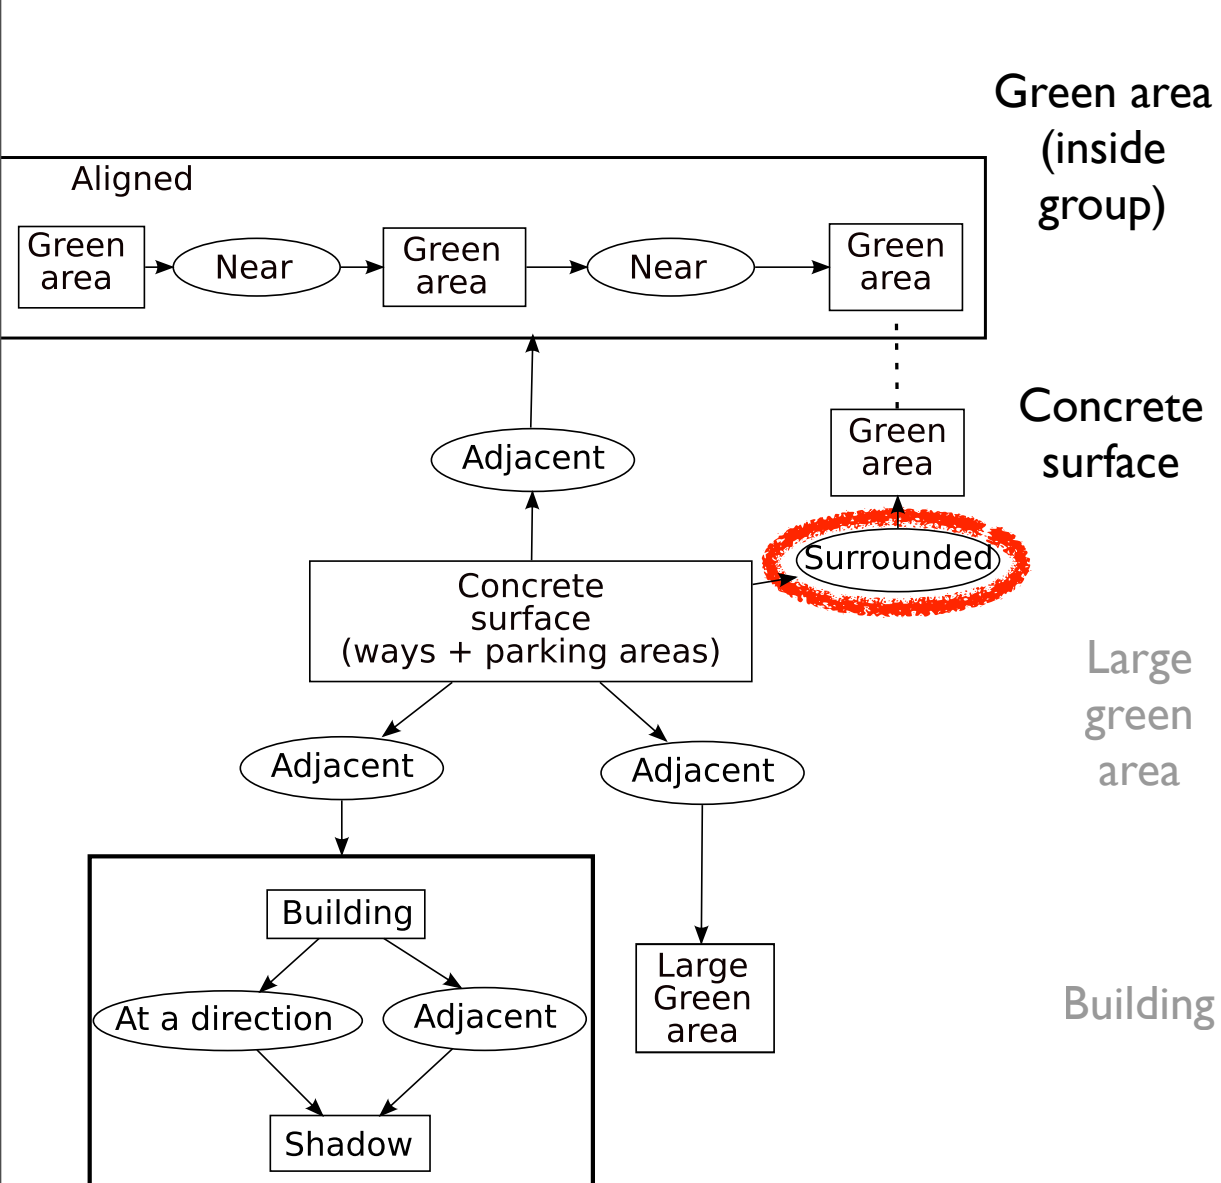 Green area
(inside
group)
Aligned
Green
area
Near
Green
area
Near
Green
area
Concrete
surface
Green
area
Adjacent
Surrounded
Concrete
surface
(ways + parking areas)
Large
green
area
Adjacent
Adjacent
Building
Large
Green
area
Building
At a direction
Adjacent
Shadow